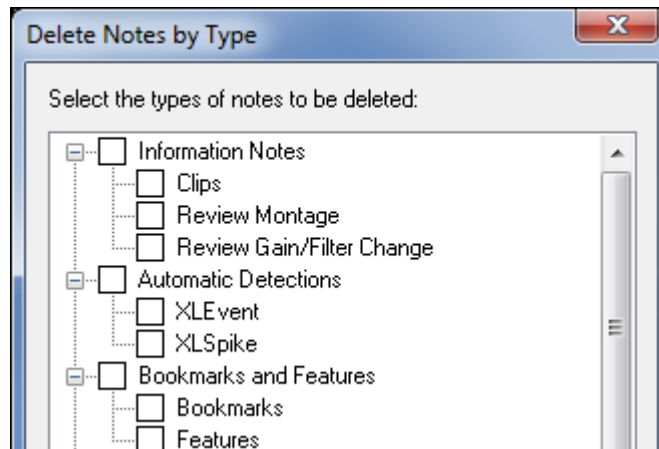 Delete Notes by Type
Select the types of notes to be deleted:
Information Notes
Clips
Review Montage
Review Gain/Filter Change
Automatic Detections
XLEvent
XLSpike
Bookmarks and Features
Bookmarks
Features